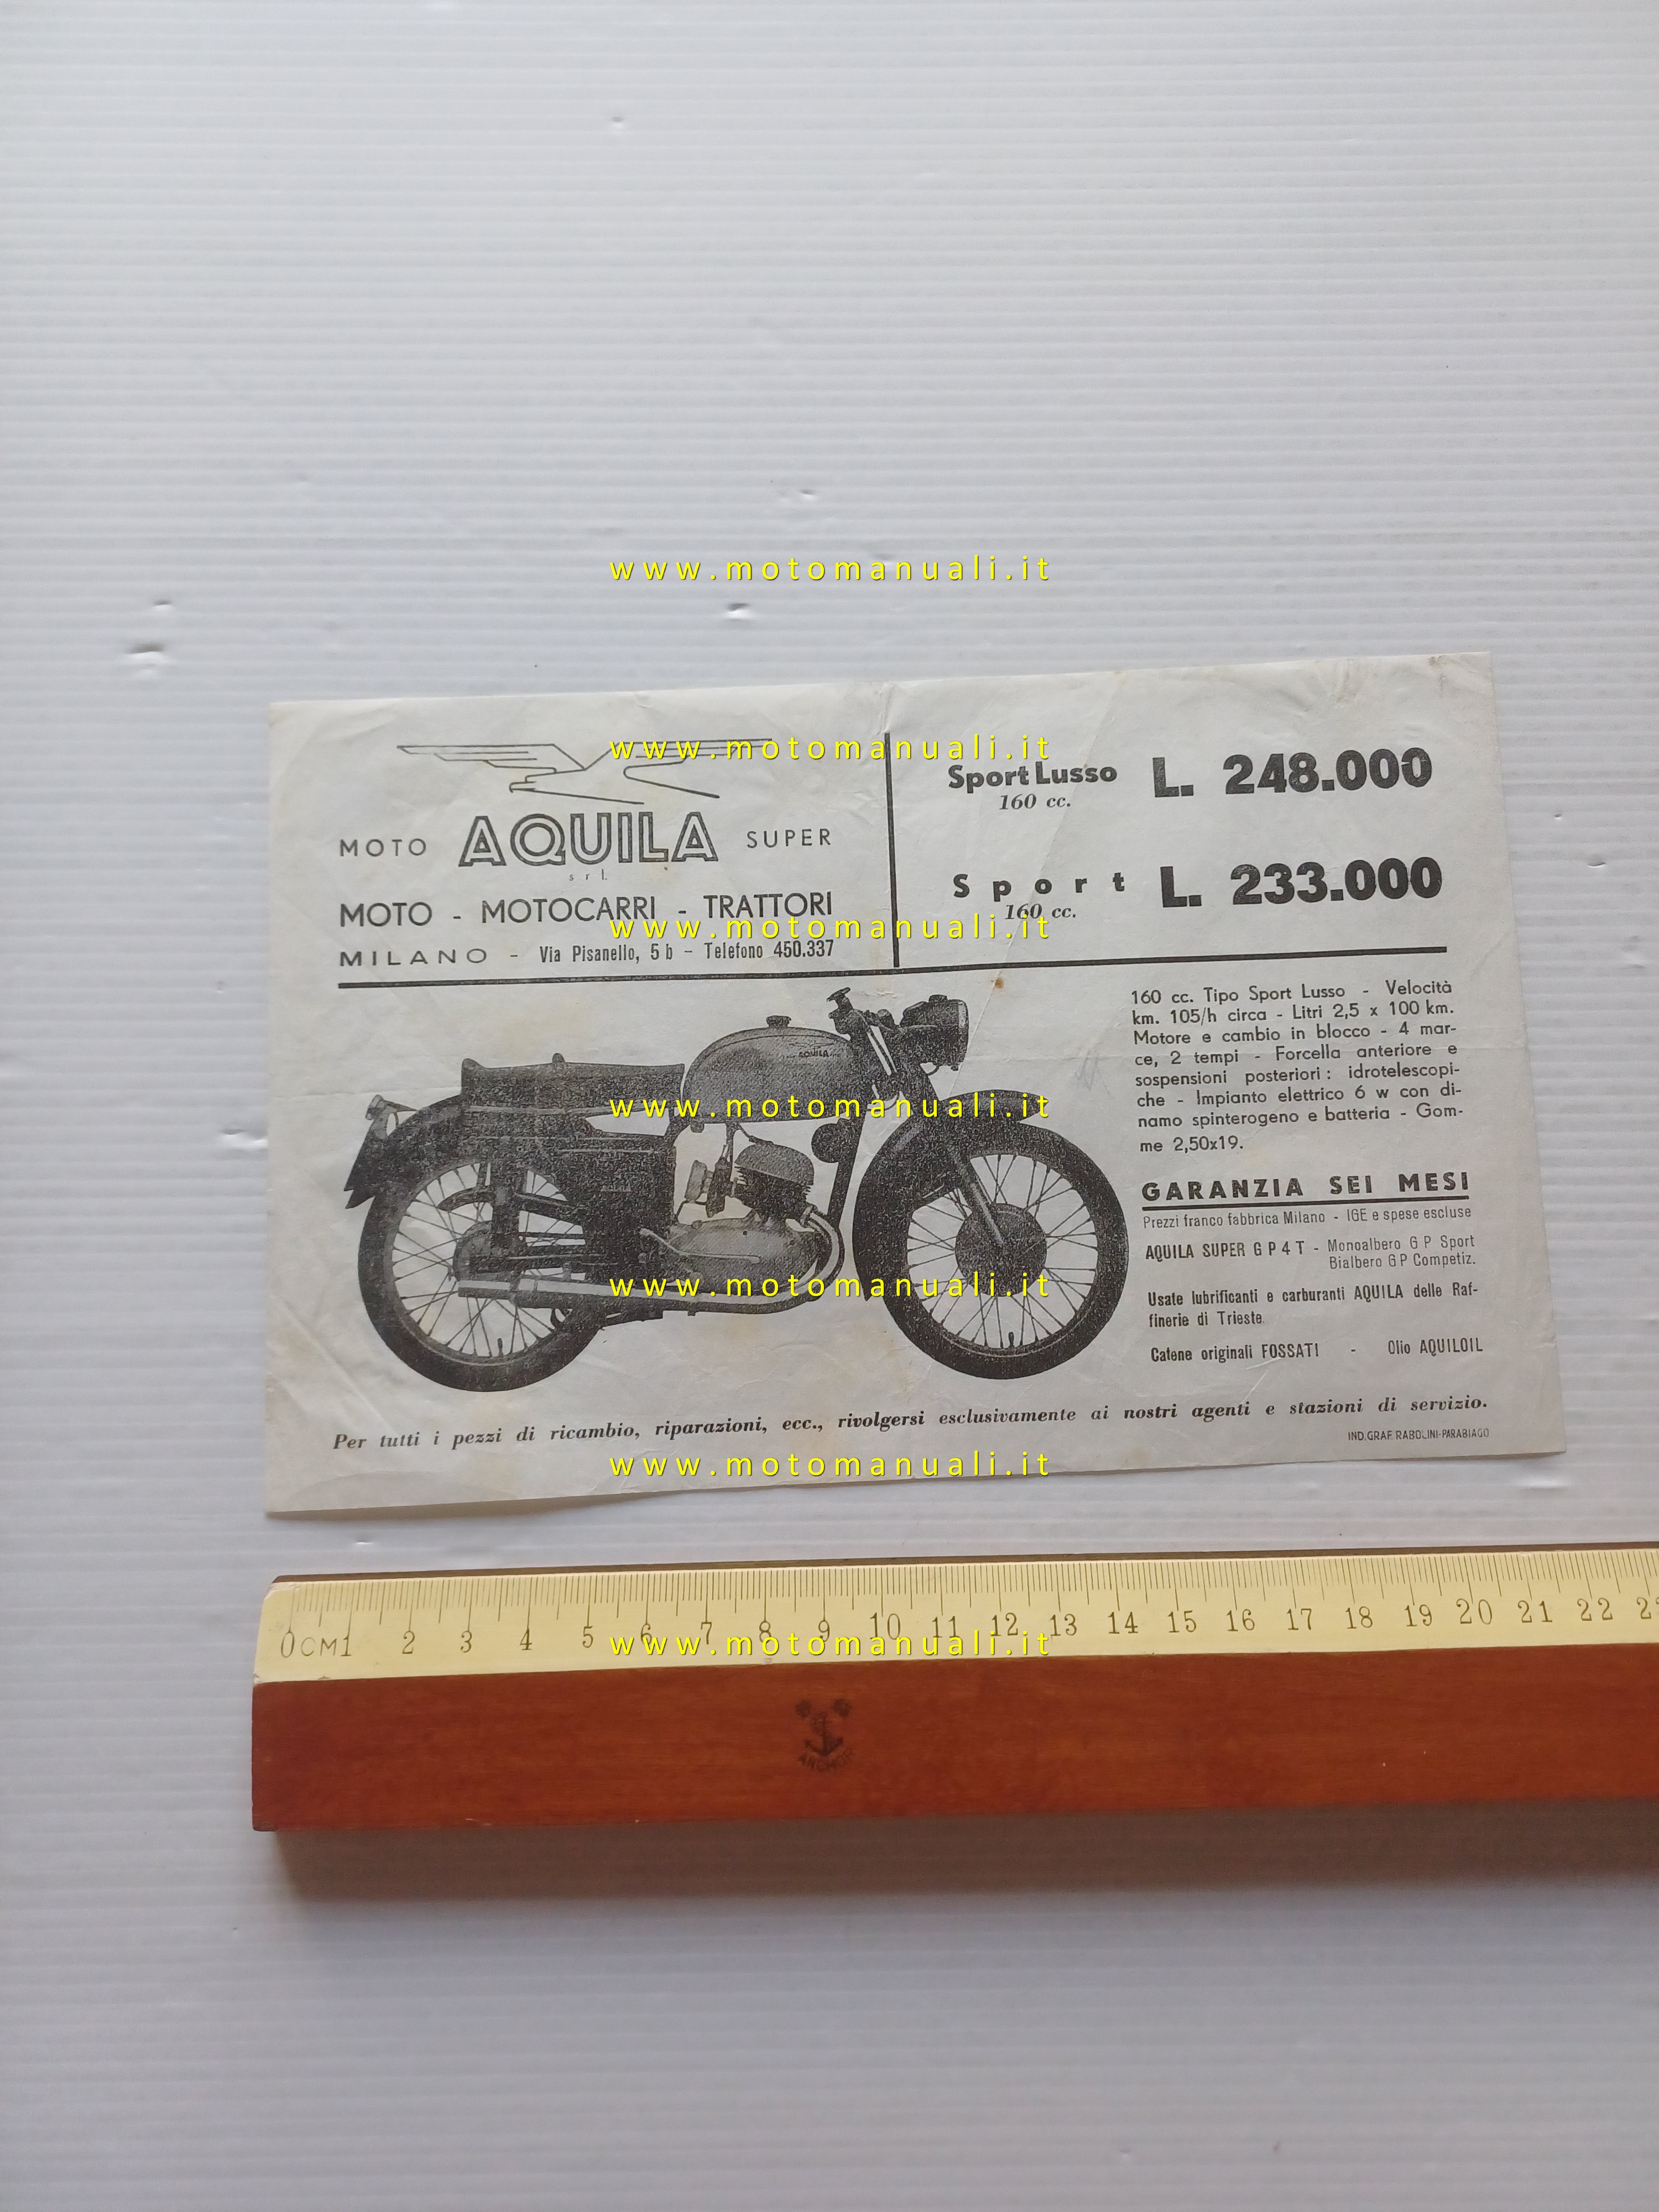 www.motomanuali.it
www.motomanuali.it
MOTO AQUILA SUPER
s r l.
MOTO - MOTOCARRI - TRATTORI
MILANO - Via Pisanello, 5 b - Telefono 450.337
Sport Lusso L. 248.000
160 cc.
Sport L. 233.000
160 cc.
www.motomanuali.it
AQUILA
160 cc. Tipo Sport Lusso - Velocità
km. 105/h circa - Litri 2,5 x 100 km.
Motore e cambio in blocco - 4 mar-
ce, 2 tempi - Forcella anteriore e
sospensioni posteriori: idrotelescopi-
che - Impianto elettrico 6 w con di-
namo spinterogeno e batteria - Gom-
me 2,50x19.
www.motomanuali.it
GARANZIA SEI MESI
Prezzi franco fabbrica Milano - IGE e spese escluse
AQUILA SUPER G P 4 T - Monoalbero G P Sport
Bialbero G P Competiz.
www.motomanuali.it
Usate lubrificanti e carburanti AQUILA delle Raf-
finerie di Trieste.
Catene originali FOSSATI - Olio AQUILOIL
Per tutti i pezzi di ricambio, riparazioni, ecc., rivolgersi esclusivamente ai nostri agenti e stazioni di servizio.
IND. GRAF. RABOLINI-PARABIAGO
www.motomanuali.it
0CM1 2 3 4 5 6 7 8 9 10 11 12 13 14 15 16 17 18 19 20 21 22
www.motomanuali.it
ANCHOR